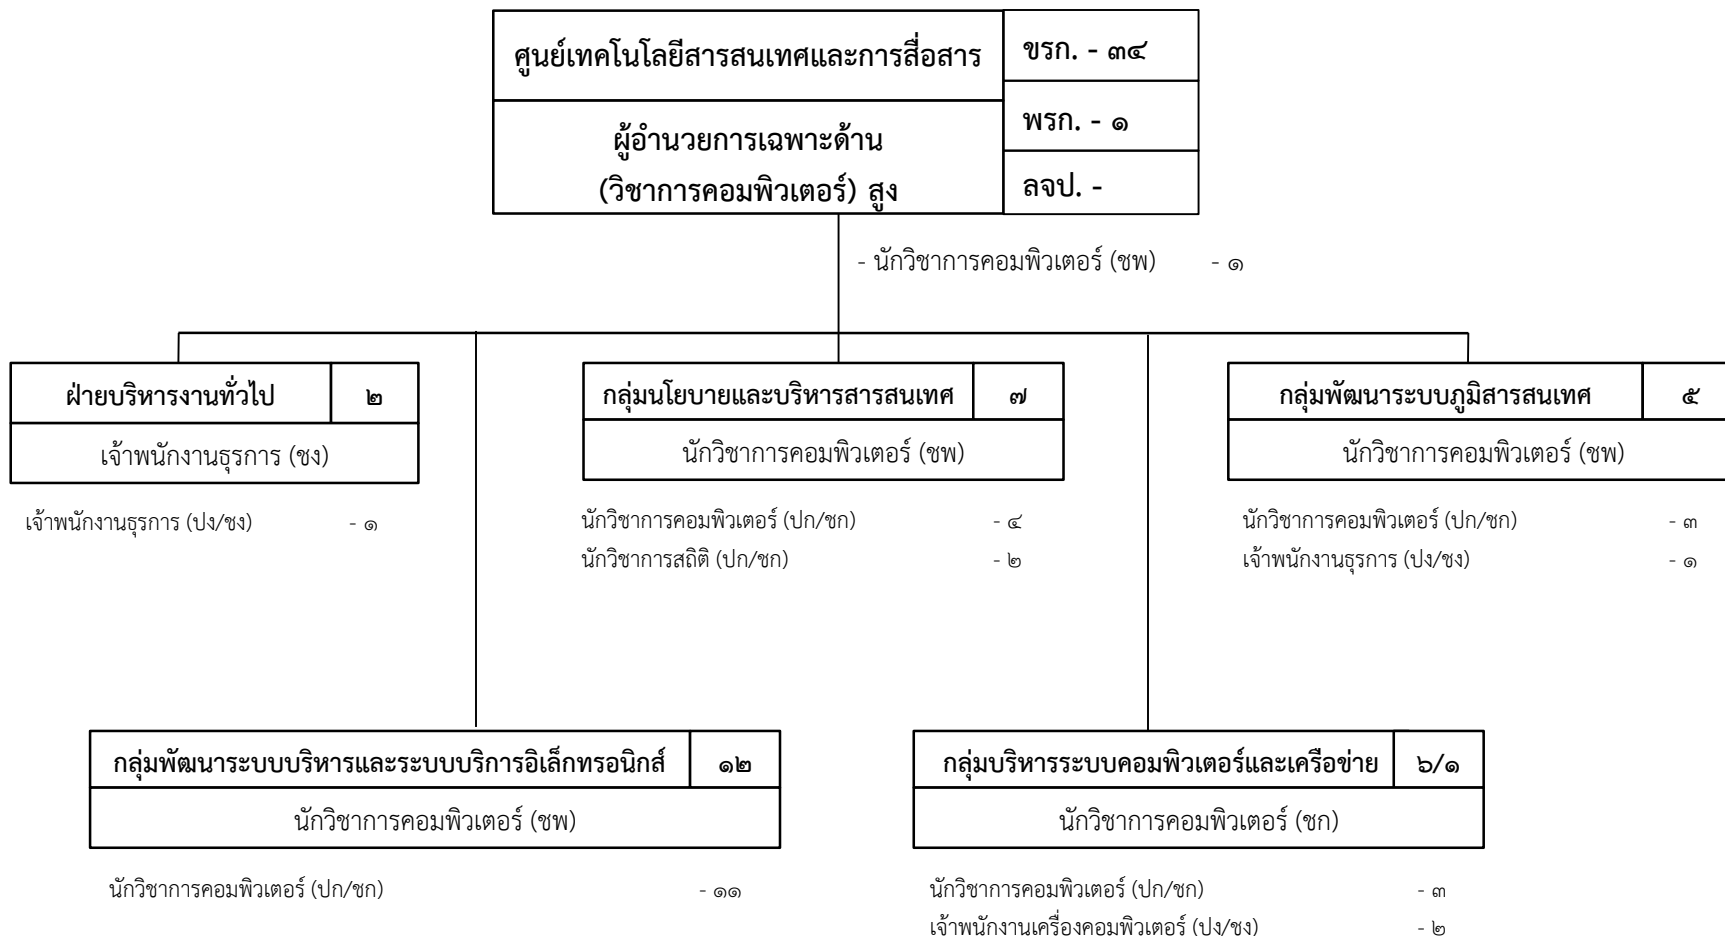 ศูนย์เทคโนโลยีสารสนเทศและการสื่อสาร
ขรก. - ๓๔
ผู้อำนวยการเฉพาะด้าน
(วิชาการคอมพิวเตอร์) สูง
พรก. - ๑
ลจป. -
- นักวิชาการคอมพิวเตอร์ (ชพ) - ๑
ฝ่ายบริหารงานทั่วไป ๒
เจ้าพนักงานธุรการ (ชง)
เจ้าพนักงานธุรการ (ปง/ชง) - ๑
กลุ่มนโยบายและบริหารสารสนเทศ ๗
นักวิชาการคอมพิวเตอร์ (ชพ)
นักวิชาการคอมพิวเตอร์ (ปก/ชก) - ๔
นักวิชาการสถิติ (ปก/ชก) - ๒
กลุ่มพัฒนาระบบภูมิสารสนเทศ ๕
นักวิชาการคอมพิวเตอร์ (ชพ)
นักวิชาการคอมพิวเตอร์ (ปก/ชก) - ๓
เจ้าพนักงานธุรการ (ปง/ชง) - ๑
กลุ่มพัฒนาระบบบริหารและระบบบริการอิเล็กทรอนิกส์ ๑๒
นักวิชาการคอมพิวเตอร์ (ชพ)
นักวิชาการคอมพิวเตอร์ (ปก/ชก) - ๑๑
กลุ่มบริหารระบบคอมพิวเตอร์และเครือข่าย ๖/๑
นักวิชาการคอมพิวเตอร์ (ชก)
นักวิชาการคอมพิวเตอร์ (ปก/ชก) - ๓
เจ้าพนักงานเครื่องคอมพิวเตอร์ (ปง/ชง) - ๒